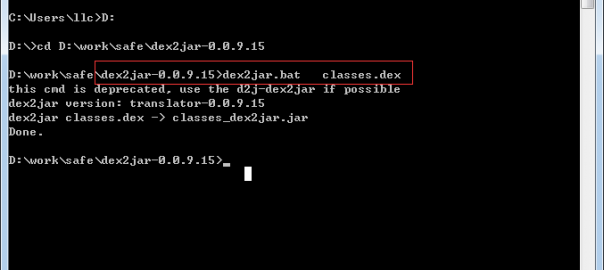 C:\Users\llc>D:
D:\>cd D:\work\safe\dex2jar-0.0.9.15
D:\work\safe\dex2jar-0.0.9.15>dex2jar.bat   classes.dex
this cmd is deprecated, use the d2j-dex2jar if possible
dex2jar version: translator-0.0.9.15
dex2jar classes.dex -> classes_dex2jar.jar
Done.
D:\work\safe\dex2jar-0.0.9.15>_